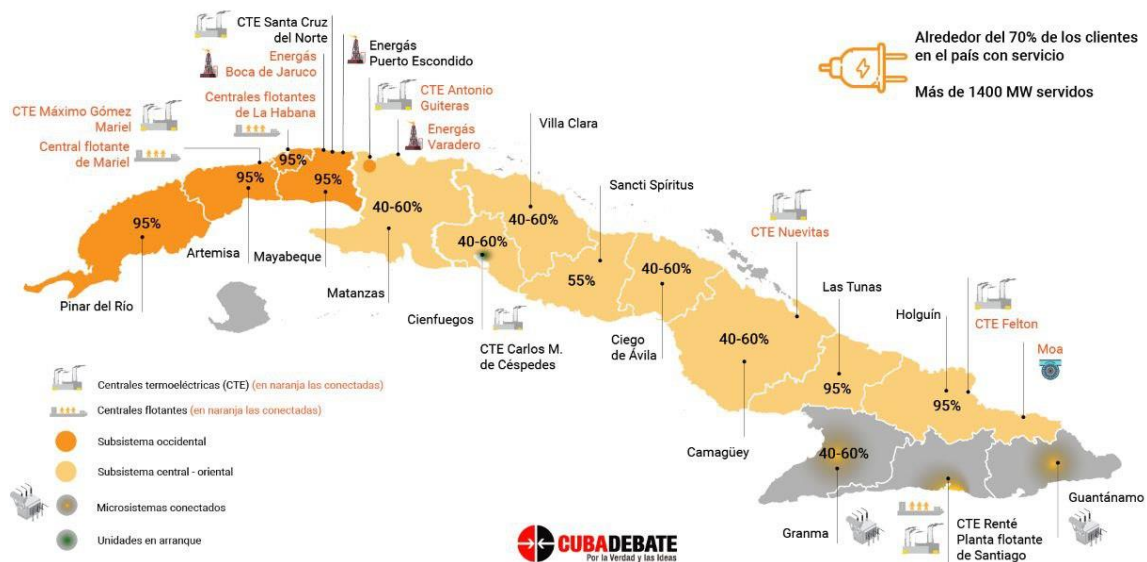 CTE Santa Cruz
del Norte
Energás
Boca de Jaruco
Energás
Puerto Escondido
CTE Antonio
Guiteras
Energás
Varadero
Centrales flotantes
de La Habana
CTE Máximo Gómez
Mariel
Central flotante
de Mariel
Alrededor del 70% de los clientes
en el país con servicio
Más de 1400 MW servidos
Villa Clara
Sancti Spíritus
CTE Nuevitas
95%
95%
95%
95%
40-60%
40-60%
40-60%
55%
40-60%
40-60%
95%
95%
40-60%
Pinar del Río
Artemisa
Mayabeque
Matanzas
Cienfuegos
CTE Carlos M.
de Céspedes
Ciego
de Ávila
Camagüey
Las Tunas
Holguín
CTE Felton
Moa
Granma
CTE Renté
Planta flotante
de Santiago
Guantánamo
Centrales termoeléctricas (CTE) (en naranja las conectadas)
Centrales flotantes (en naranja las conectadas)
Subsistema occidental
Subsistema central - oriental
Microsistemas conectados
Unidades en arranque
CUBADEBATE
Por la Verdad y las Ideas